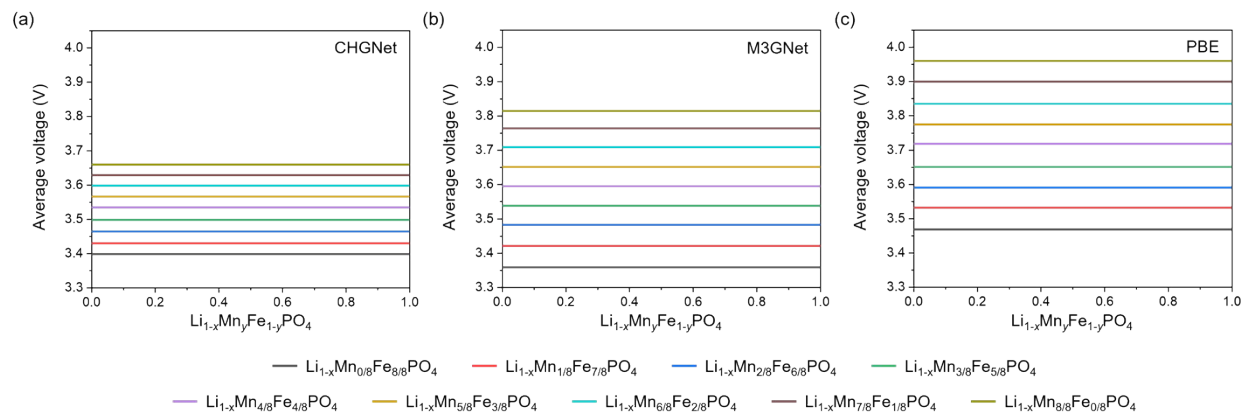 (a)
CHGNet
Average voltage (V)
4.0
3.9
3.8
3.7
3.6
3.5
3.4
3.3
0.0 0.2 0.4 0.6 0.8 1.0
Li₁₋ₓMnyFe₁₋yPO₄
(b)
M3GNet
Average voltage (V)
4.0
3.9
3.8
3.7
3.6
3.5
3.4
3.3
0.0 0.2 0.4 0.6 0.8 1.0
Li₁₋ₓMnyFe₁₋yPO₄
(c)
PBE
Average voltage (V)
4.0
3.9
3.8
3.7
3.6
3.5
3.4
3.3
0.0 0.2 0.4 0.6 0.8 1.0
Li₁₋ₓMnyFe₁₋yPO₄
Li₁₋ₓMn0/8Fe8/8PO₄ Li₁₋ₓMn1/8Fe7/8PO₄ Li₁₋ₓMn2/8Fe6/8PO₄ Li₁₋ₓMn3/8Fe5/8PO₄
Li₁₋ₓMn4/8Fe4/8PO₄ Li₁₋ₓMn5/8Fe3/8PO₄ Li₁₋ₓMn6/8Fe2/8PO₄ Li₁₋ₓMn7/8Fe1/8PO₄ Li₁₋ₓMn8/8Fe0/8PO₄